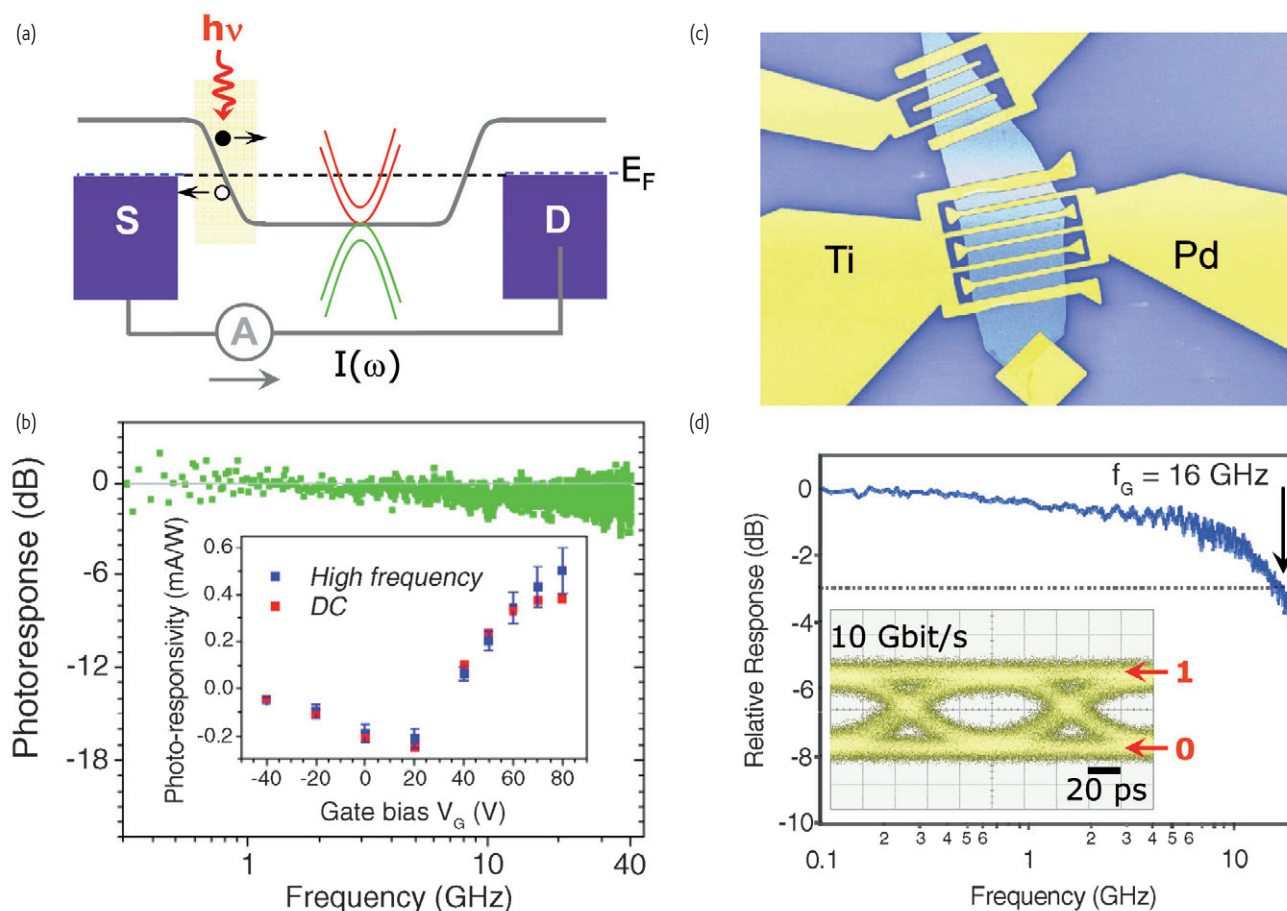 (a)
hν
S
D
E_F
A
I(ω)
(b)
Photoresponse (dB)
0
-6
-12
-18
1
10
40
Frequency (GHz)
Photo-responsivity (mA/W)
0.6
0.4
0.2
0.0
-0.2
High frequency
DC
-40
-20
0
20
40
60
80
Gate bias V_G (V)
(c)
Ti
Pd
(d)
f_G = 16 GHz
Relative Response (dB)
0
-2
-4
-6
-8
-10
10 Gbit/s
1
0
20 ps
0.1
2
3
4
5
6
1
2
3
4
5
6
10
Frequency (GHz)